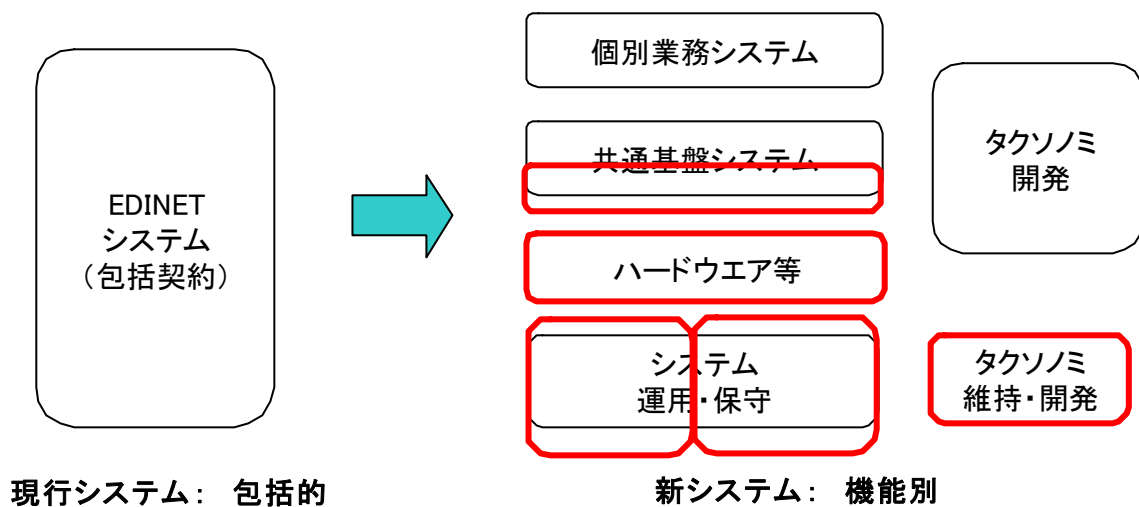 EDINET
システム
（包括契約）
個別業務システム
共通基盤システム
ハードウエア等
システム
運用・保守
タクソノミ
開発
タクソノミ
維持・開発
現行システム： 包括的
新システム： 機能別